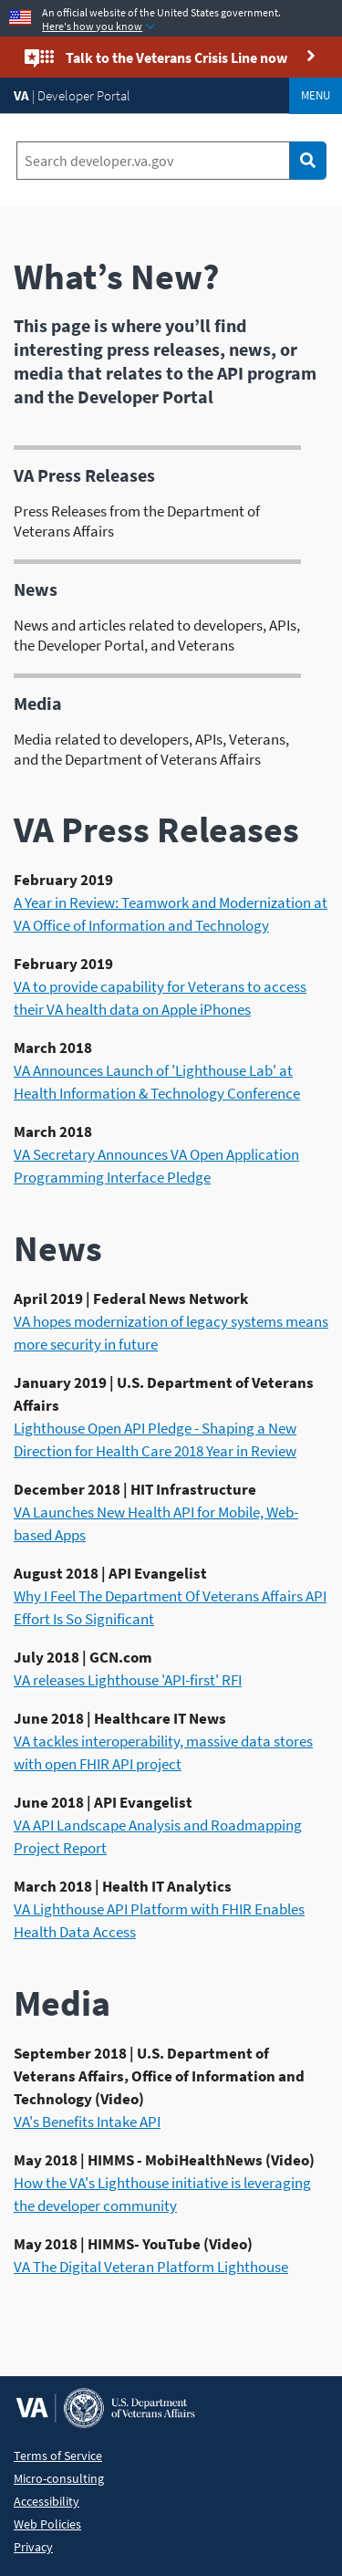 An official website of the United States government.
Here's how you know
Talk to the Veterans Crisis Line now
VA | Developer Portal
MENU
Search developer.va.gov
What’s New?
This page is where you’ll find
interesting press releases, news, or
media that relates to the API program
and the Developer Portal
VA Press Releases
Press Releases from the Department of
Veterans Affairs
News
News and articles related to developers, APIs,
the Developer Portal, and Veterans
Media
Media related to developers, APIs, Veterans,
and the Department of Veterans Affairs
VA Press Releases
February 2019
A Year in Review: Teamwork and Modernization at
VA Office of Information and Technology
February 2019
VA to provide capability for Veterans to access
their VA health data on Apple iPhones
March 2018
VA Announces Launch of 'Lighthouse Lab' at
Health Information & Technology Conference
March 2018
VA Secretary Announces VA Open Application
Programming Interface Pledge
News
April 2019 | Federal News Network
VA hopes modernization of legacy systems means
more security in future
January 2019 | U.S. Department of Veterans
Affairs
Lighthouse Open API Pledge - Shaping a New
Direction for Health Care 2018 Year in Review
December 2018 | HIT Infrastructure
VA Launches New Health API for Mobile, Web-
based Apps
August 2018 | API Evangelist
Why I Feel The Department Of Veterans Affairs API
Effort Is So Significant
July 2018 | GCN.com
VA releases Lighthouse 'API-first' RFI
June 2018 | Healthcare IT News
VA tackles interoperability, massive data stores
with open FHIR API project
June 2018 | API Evangelist
VA API Landscape Analysis and Roadmapping
Project Report
March 2018 | Health IT Analytics
VA Lighthouse API Platform with FHIR Enables
Health Data Access
Media
September 2018 | U.S. Department of
Veterans Affairs, Office of Information and
Technology (Video)
VA's Benefits Intake API
May 2018 | HIMMS - MobiHealthNews (Video)
How the VA's Lighthouse initiative is leveraging
the developer community
May 2018 | HIMMS- YouTube (Video)
VA The Digital Veteran Platform Lighthouse
VA
U.S. Department
of Veterans Affairs
Terms of Service
Micro-consulting
Accessibility
Web Policies
Privacy